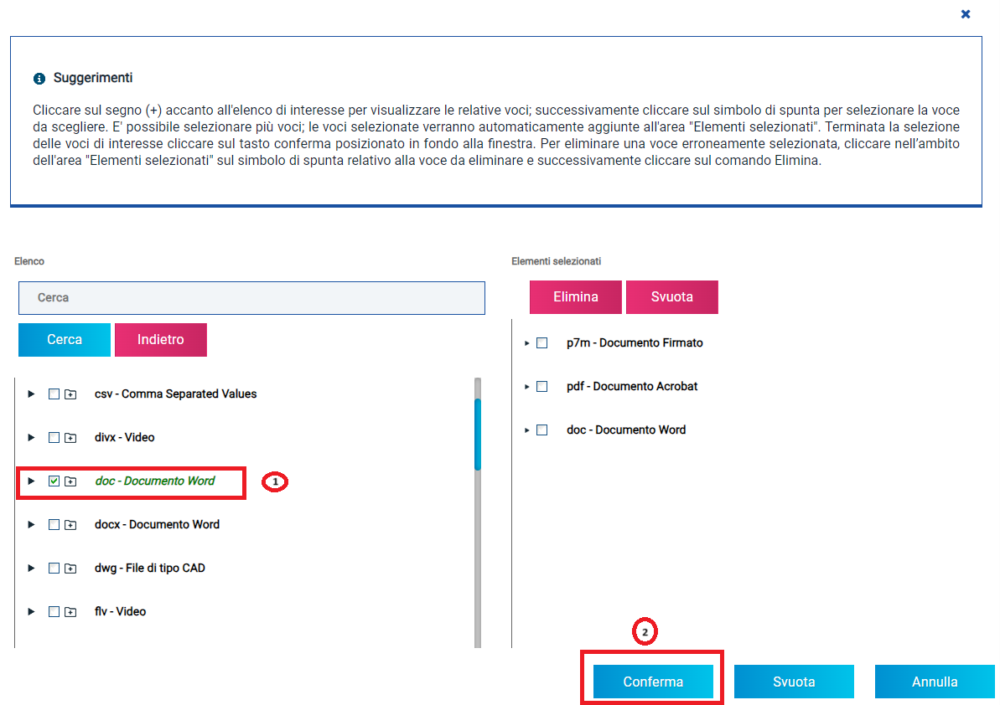 Suggerimenti
Cliccare sul segno (+) accanto all'elenco di interesse per visualizzare le relative voci; successivamente cliccare sul simbolo di spunta per selezionare la voce
da scegliere. E' possibile selezionare più voci; le voci selezionate verranno automaticamente aggiunte all'area "Elementi selezionati". Terminata la selezione
delle voci di interesse cliccare sul tasto conferma posizionato in fondo alla finestra. Per eliminare una voce erroneamente selezionata, cliccare nell’ambito
dell'area "Elementi selezionati" sul simbolo di spunta relativo alla voce da eliminare e successivamente cliccare sul comando Elimina.
Elenco
Cerca
Cerca Indietro
csv - Comma Separated Values
divx - Video
doc - Documento Word
1
docx - Documento Word
dwg - File di tipo CAD
flv - Video
Elementi selezionati
Elimina Svuota
p7m - Documento Firmato
pdf - Documento Acrobat
doc - Documento Word
2
Conferma Svuota Annulla